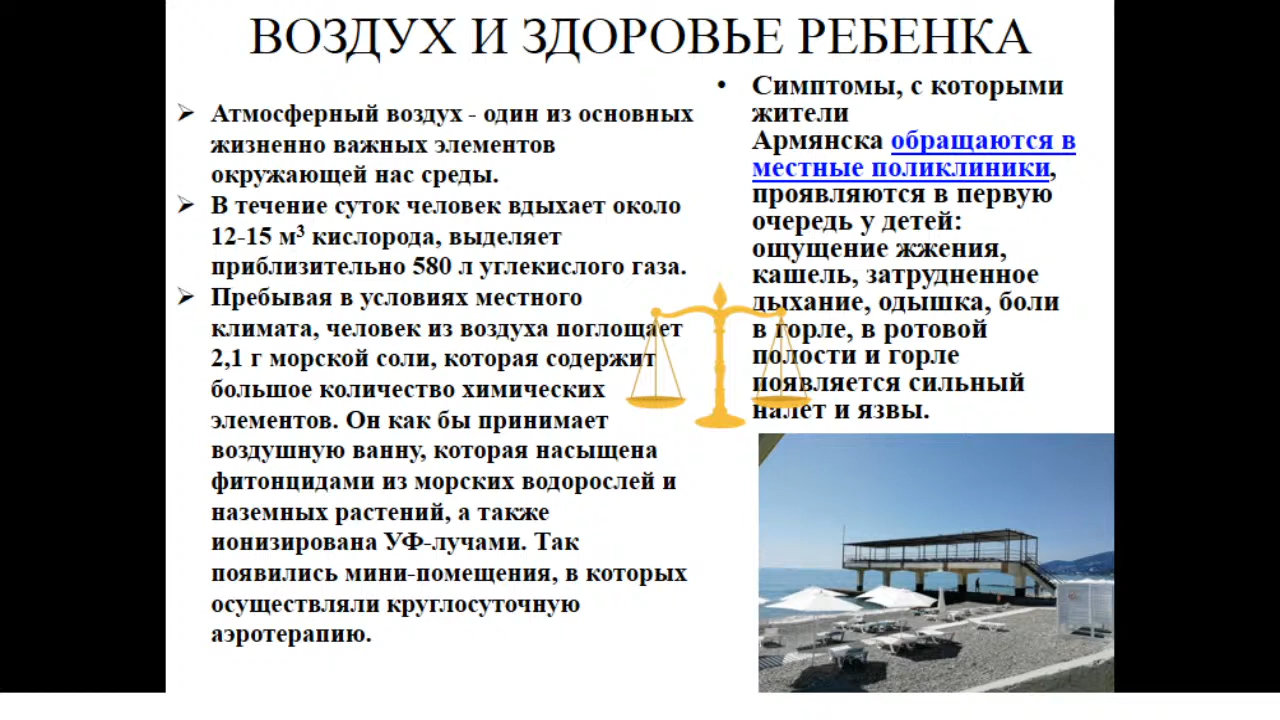 ВОЗДУХ И ЗДОРОВЬЕ РЕБЕНКА
Атмосферный воздух - один из основных
жизненно важных элементов
окружающей нас среды.
В течение суток человек вдыхает около
12-15 м³ кислорода, выделяет
приблизительно 580 л углекислого газа.
Пребывая в условиях местного
климата, человек из воздуха поглощает
2,1 г морской соли, которая содержит
большое количество химических
элементов. Он как бы принимает
воздушную ванну, которая насыщена
фитонцидами из морских водорослей и
наземных растений, а также
ионизирована УФ-лучами. Так
появились мини-помещения, в которых
осуществляли круглосуточную
аэротерапию.
Симптомы, с которыми
жители
Армянска обращаются в
местные поликлиники,
проявляются в первую
очередь у детей:
ощущение жжения,
кашель, затрудненное
дыхание, одышка, боли
в горле, в ротовой
полости и горле
появляется сильный
налет и язвы.